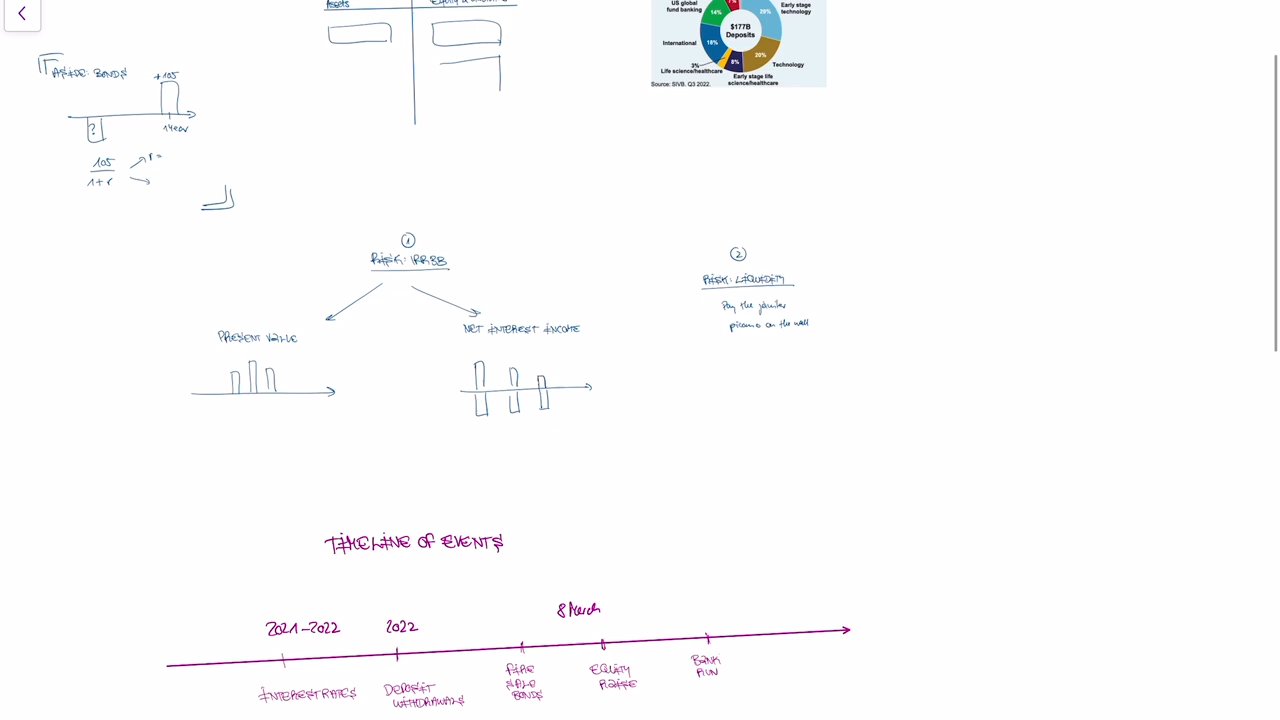 Assets
US global
fund banking
14%
29%
Early stage
technology
$177B
Deposits
International
18%
3%
8%
20%
Technology
Life science/healthcare
Early stage life
science/healthcare
Source: SIVB. Q3 2022.
ASIDE: BONDS
+105
?
1 year
105
1+r
r =
1
RISK: IRRBB
PRESENT VALUE
NET INTEREST INCOME
2
RISK: LIQUIDITY
Pay the janitor
picasso on the wall
TIMELINE OF EVENTS
8 March
2021-2022
2022
INTEREST RATES
DEPOSIT
WITHDRAWALS
FIRE
SALE
BONDS
EQUITY
RAISE
BANK
RUN